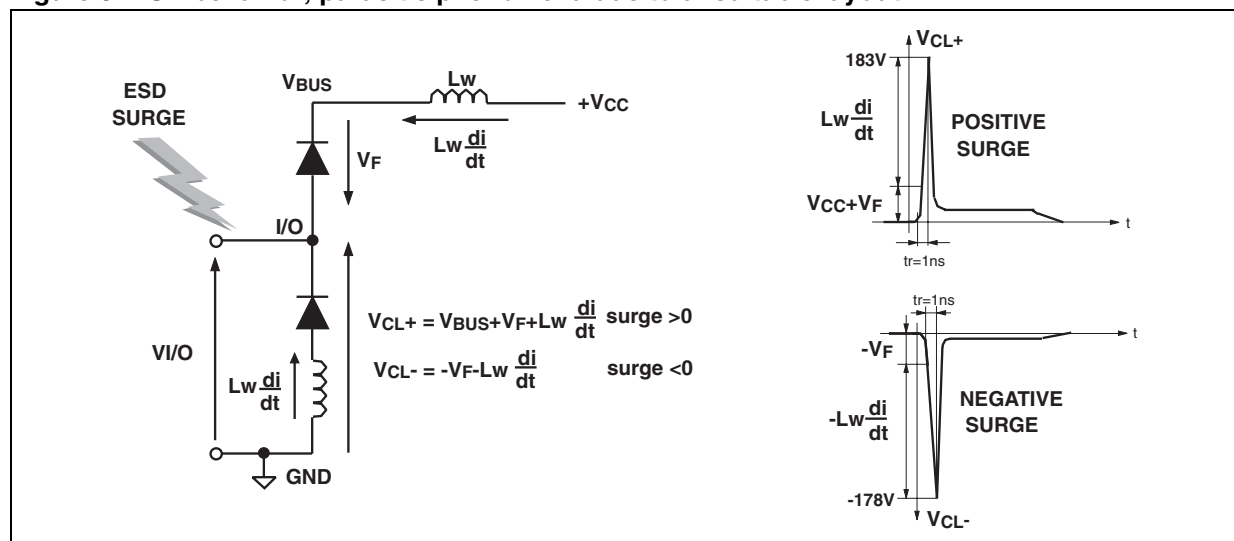 ESD
SURGE
VBUS
Lw
+VCC
Lw di/dt
VF
I/O
VI/O
Lw di/dt
GND
VCL+ = VBUS+VF+Lw di/dt surge >0
VCL- = -VF-Lw di/dt surge <0
VCL+
183V
Lw di/dt
POSITIVE
SURGE
VCC+VF
t
tr=1ns
tr=1ns
t
-VF
-Lw di/dt
NEGATIVE
SURGE
-178V
VCL-